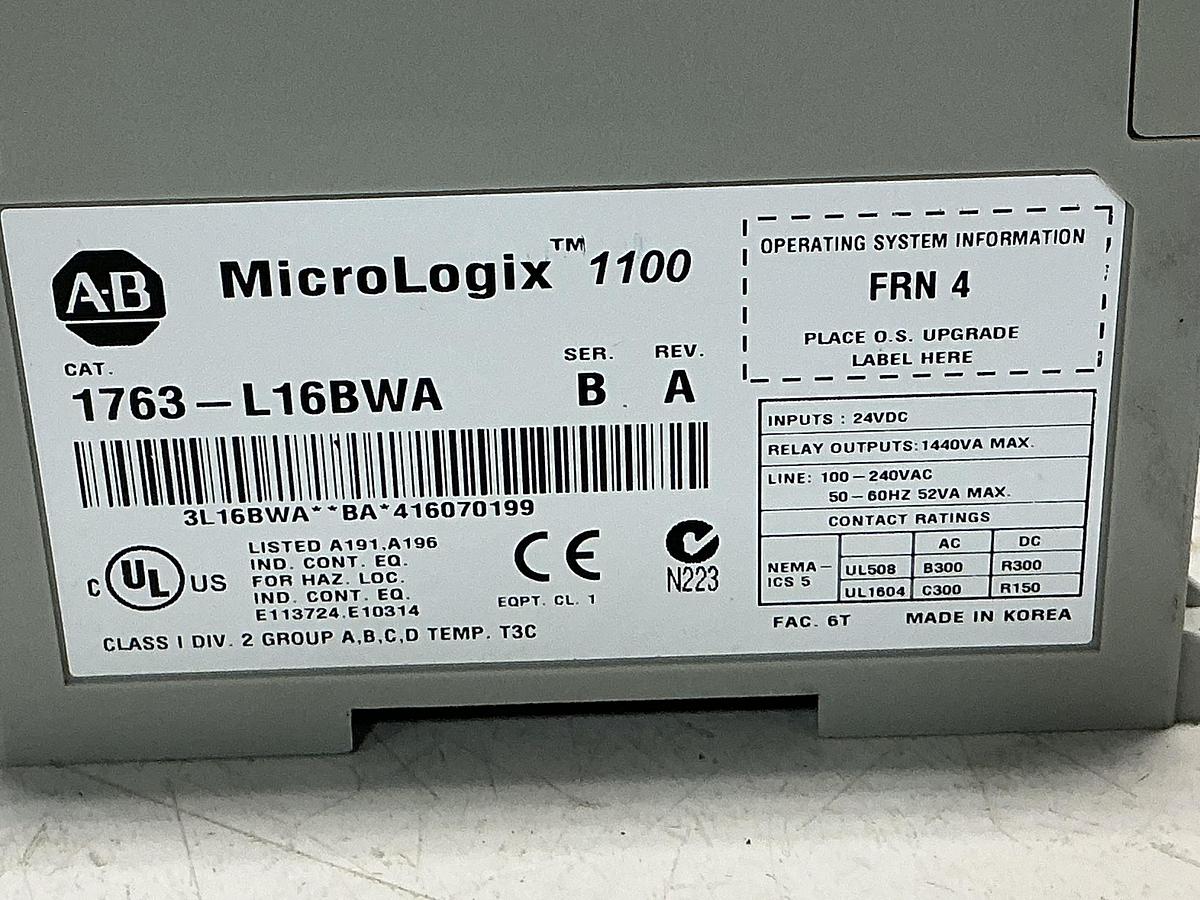 A-B
MicroLogix™ 1100
CAT.
SER. REV.
1763-L16BWA B A
3L16BWA**BA*416070199
C UL US
LISTED A191,A196
IND. CONT. EQ.
FOR HAZ. LOC.
IND. CONT. EQ.
E113724.E10314
CE
EQPT. CL. 1
N223
CLASS I DIV. 2 GROUP A,B,C,D TEMP. T3C
OPERATING SYSTEM INFORMATION
FRN 4
PLACE O.S. UPGRADE
LABEL HERE
INPUTS : 24VDC
RELAY OUTPUTS: 1440VA MAX.
LINE: 100-240VAC
50-60HZ 52VA MAX.
CONTACT RATINGS
AC DC
NEMA-
ICS 5
UL508 B300 R300
UL1604 C300 R150
FAC. 6T MADE IN KOREA